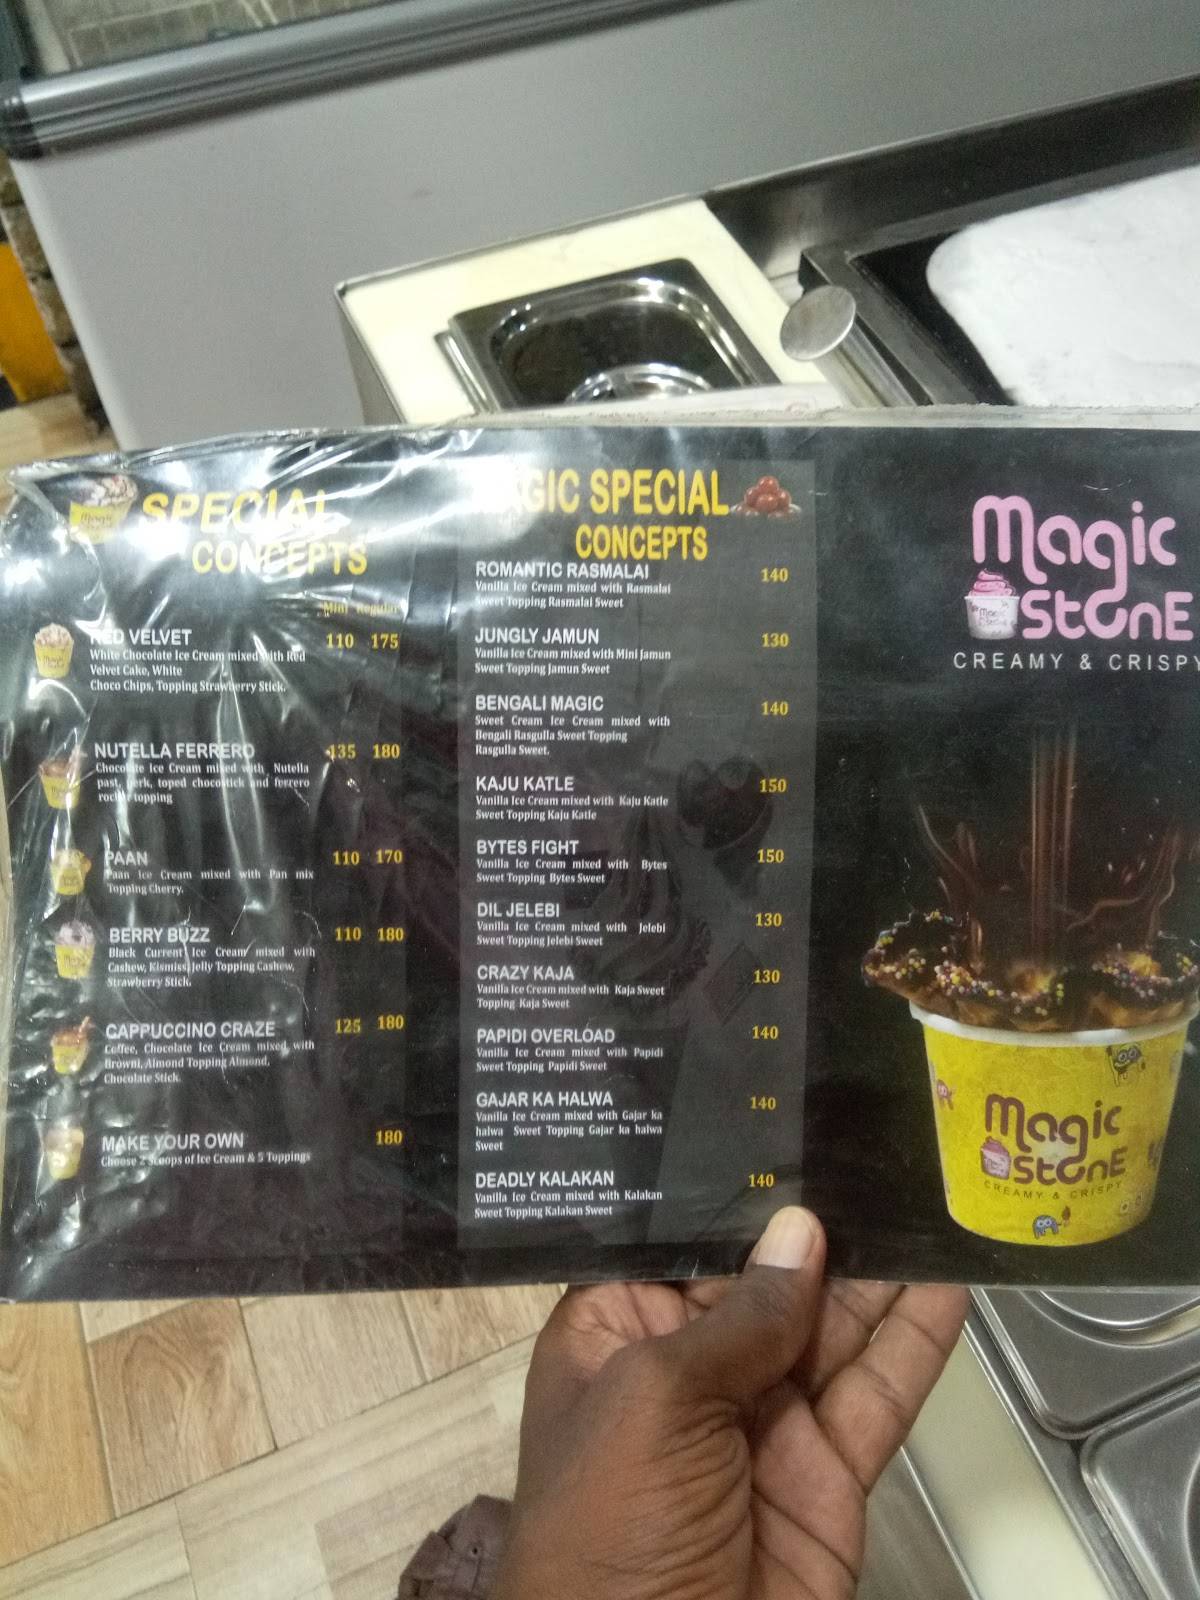 SPECIAL
CONCEPTS
Mini Regular
RED VELVET 110 175
White Chocolate Ice Cream mixed with Red
Velvet Cake, White
Choco Chips, Topping Strawberry Stick.
NUTELLA FERRERO 135 180
Chocolate Ice Cream mixed with Nutella
past, perk, toped chocostick and ferrero
rocher topping
PAAN 110 170
Paan Ice Cream mixed with Pan mix
Topping Cherry.
BERRY BUZZ 110 180
Black Current Ice Cream mixed with
Cashew, Kismiss, Jelly Topping Cashew,
Strawberry Stick.
CAPPUCCINO CRAZE 125 180
Coffee, Chocolate Ice Cream mixed with
Browni, Almond Topping Almond,
Chocolate Stick.
MAKE YOUR OWN 180
Choose 2 Scoops of Ice Cream & 5 Toppings
MAGIC SPECIAL
CONCEPTS
ROMANTIC RASMALAI 140
Vanilla Ice Cream mixed with Rasmalai
Sweet Topping Rasmalai Sweet
JUNGLY JAMUN 130
Vanilla Ice Cream mixed with Mini Jamun
Sweet Topping Jamun Sweet
BENGALI MAGIC 140
Sweet Cream Ice Cream mixed with
Bengali Rasgulla Sweet Topping
Rasgulla Sweet.
KAJU KATLE 150
Vanilla Ice Cream mixed with Kaju Katle
Sweet Topping Kaju Katle
BYTES FIGHT 150
Vanilla Ice Cream mixed with Bytes
Sweet Topping Bytes Sweet
DIL JELEBI 130
Vanilla Ice Cream mixed with Jelebi
Sweet Topping Jelebi Sweet
CRAZY KAJA 130
Vanilla Ice Cream mixed with Kaja Sweet
Topping Kaja Sweet
PAPIDI OVERLOAD 140
Vanilla Ice Cream mixed with Papidi
Sweet Topping Papidi Sweet
GAJAR KA HALWA 140
Vanilla Ice Cream mixed with Gajar ka
halwa Sweet Topping Gajar ka halwa
Sweet
DEADLY KALAKAN 140
Vanilla Ice Cream mixed with Kalakan
Sweet Topping Kalakan Sweet
Magic
StonE
CREAMY & CRISPY
Magic
StonE
CREAMY & CRISPY